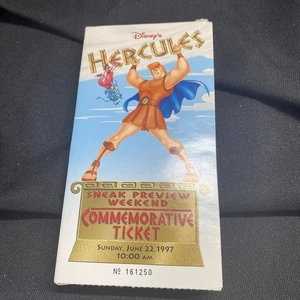 Disney's
HERCULES
SNEAK PREVIEW
WEEKEND
COMMEMORATIVE
TICKET
SUNDAY, JUNE 22, 1997
10:00 AM
Nº 161250